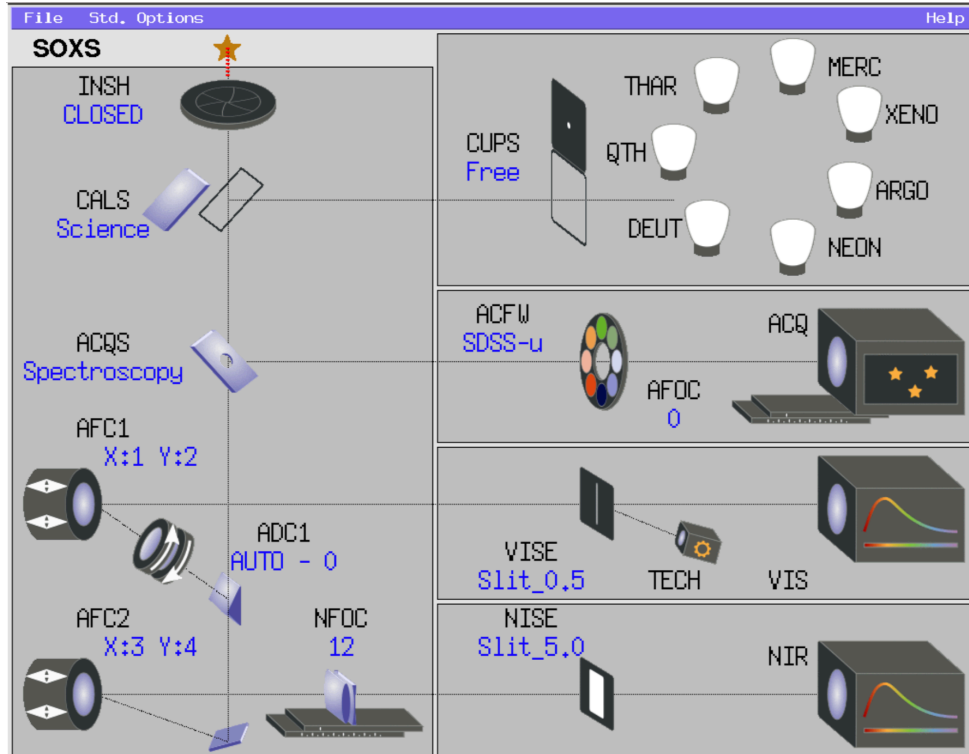 File Std. Options Help
SOXS
INSH
CLOSED
CALS
Science
ACQS
Spectroscopy
AFC1
X:1 Y:2
ADC1
AUTO - 0
AFC2
X:3 Y:4
NFOC
12
CUPS
Free
THAR
MERC
XENO
QTH
ARGO
DEUT
NEON
ACFW
SDSS-u
AFOC
0
ACQ
VISE
Slit_0.5
TECH
VIS
NISE
Slit_5.0
NIR